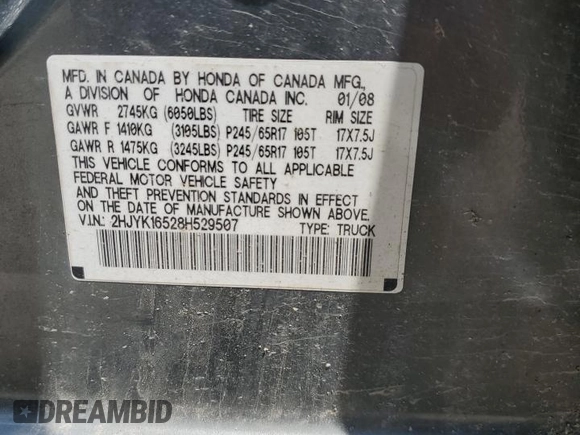 MFD. IN CANADA BY HONDA OF CANADA MFG.,
A DIVISION OF HONDA CANADA INC. 01/08
GVWR 2745KG (6050LBS) TIRE SIZE RIM SIZE
GAWR F 1410KG (3105LBS) P245/65R17 105T 17X7.5J
GAWR R 1475KG (3245LBS) P245/65R17 105T 17X7.5J
THIS VEHICLE CONFORMS TO ALL APPLICABLE
FEDERAL MOTOR VEHICLE SAFETY
AND THEFT PREVENTION STANDARDS IN EFFECT
ON THE DATE OF MANUFACTURE SHOWN ABOVE.
V.I.N.: 2HJYK16528H529507 TYPE: TRUCK
DREAMBID